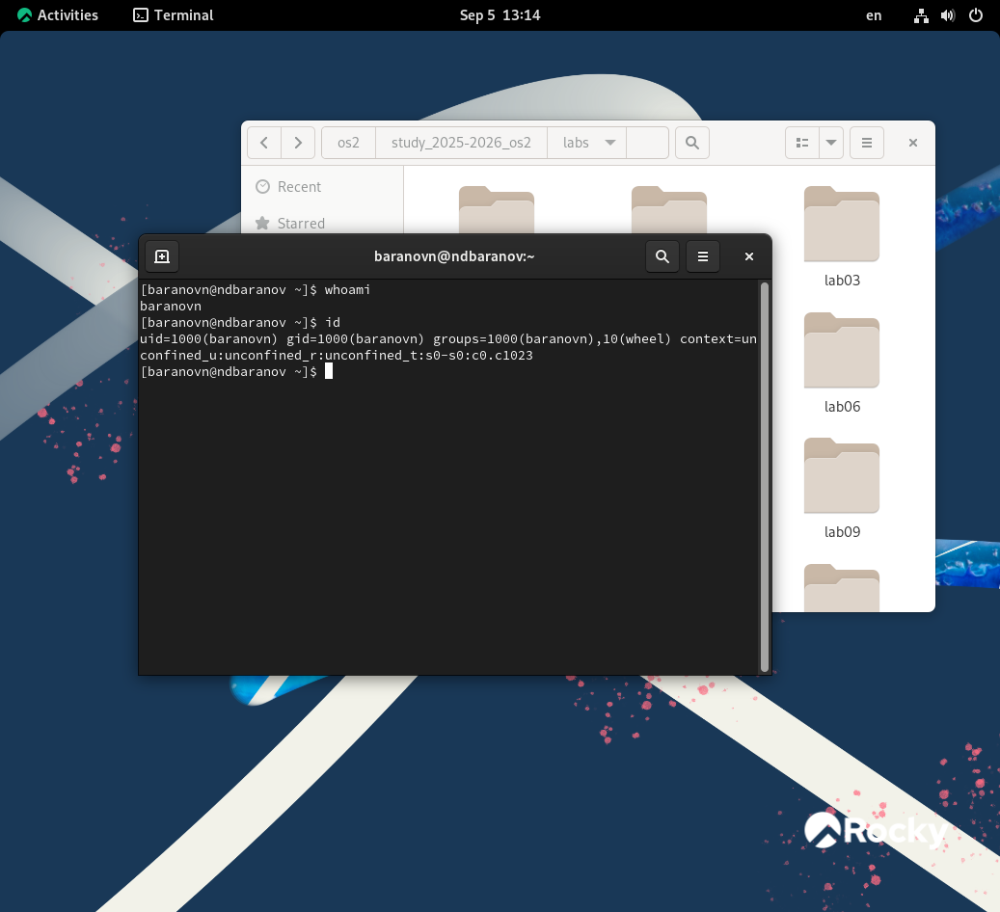 Activities Terminal Sep 5 13:14 en
os2 study_2025-2026_os2 labs
Recent
Starred
lab03
lab06
lab09
baranovn@ndbaranov:~
[baranovn@ndbaranov ~]$ whoami
baranovn
[baranovn@ndbaranov ~]$ id
uid=1000(baranovn) gid=1000(baranovn) groups=1000(baranovn),10(wheel) context=un
confined_u:unconfined_r:unconfined_t:s0-s0:c0.c1023
[baranovn@ndbaranov ~]$
Rocky